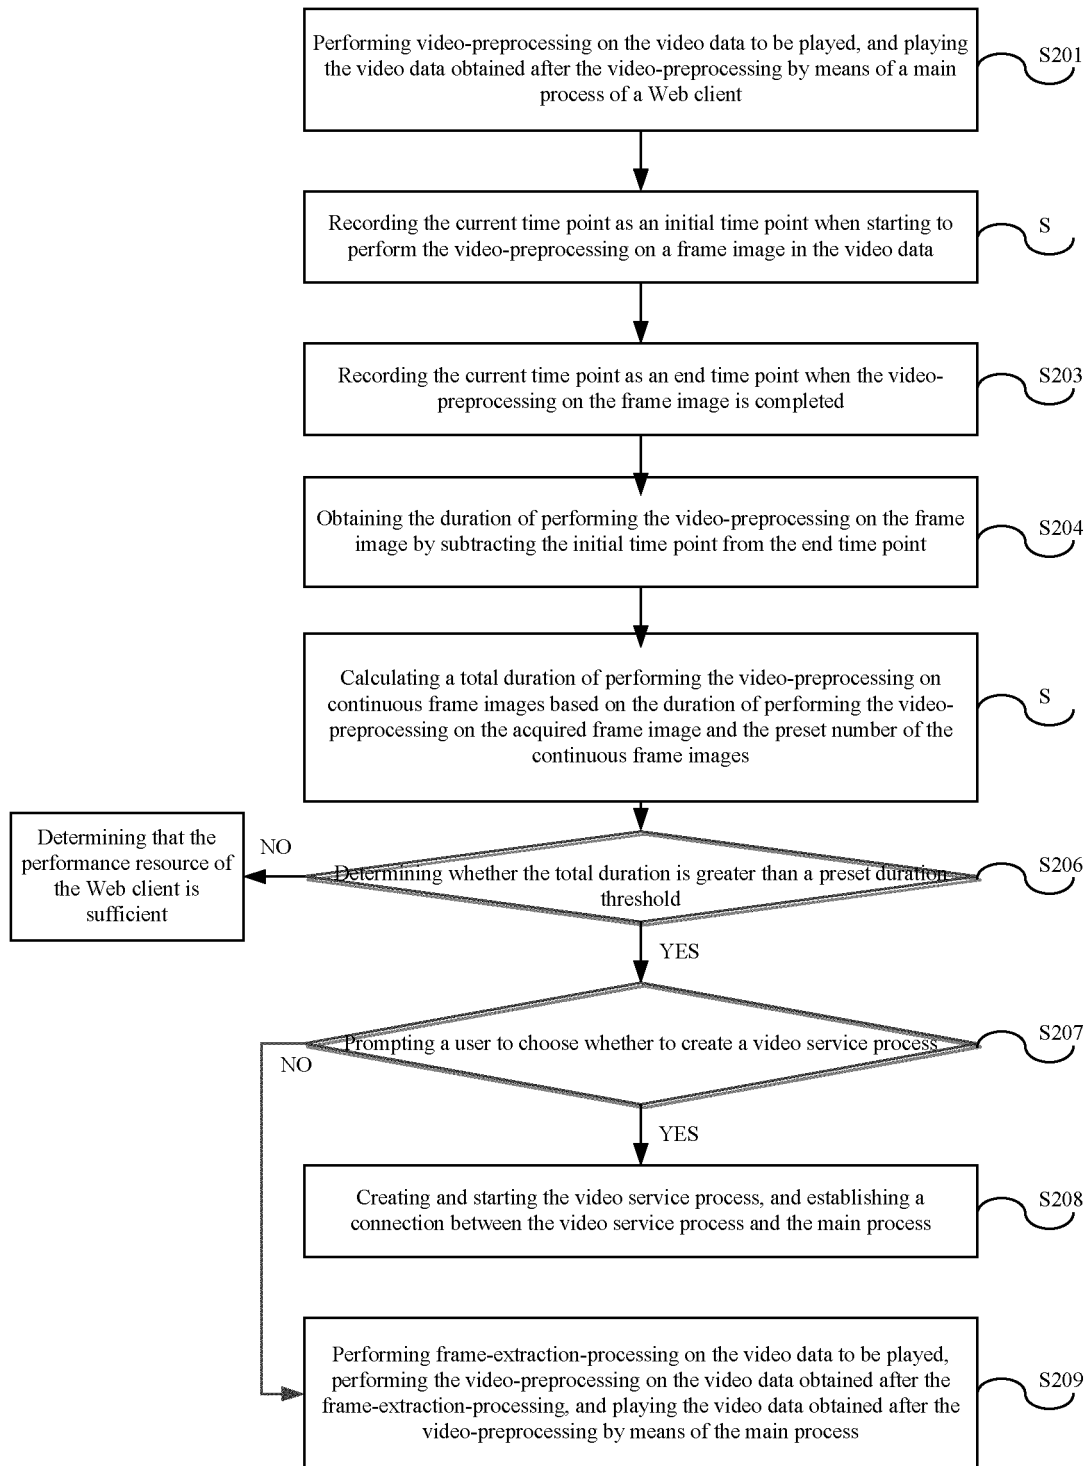 Performing video-preprocessing on the video data to be played, and playing
the video data obtained after the video-preprocessing by means of a main
process of a Web client
S201
Recording the current time point as an initial time point when starting to
perform the video-preprocessing on a frame image in the video data
S
Recording the current time point as an end time point when the video-
preprocessing on the frame image is completed
S203
Obtaining the duration of performing the video-preprocessing on the frame
image by subtracting the initial time point from the end time point
S204
Calculating a total duration of performing the video-preprocessing on
continuous frame images based on the duration of performing the video-
preprocessing on the acquired frame image and the preset number of the
continuous frame images
S
Determining that the
performance resource of
the Web client is
sufficient
NO
Determining whether the total duration is greater than a preset duration
threshold
S206
YES
Prompting a user to choose whether to create a video service process
S207
NO
YES
Creating and starting the video service process, and establishing a
connection between the video service process and the main process
S208
Performing frame-extraction-processing on the video data to be played,
performing the video-preprocessing on the video data obtained after the
frame-extraction-processing, and playing the video data obtained after the
video-preprocessing by means of the main process
S209